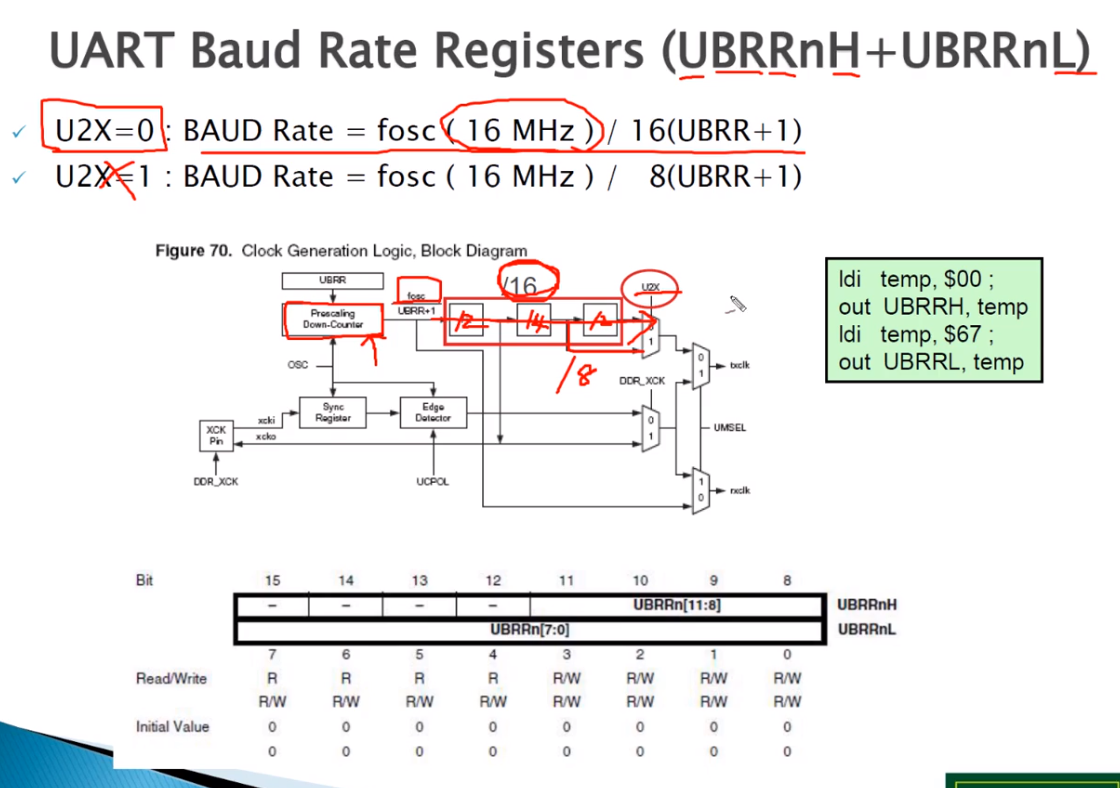 UART Baud Rate Registers (UBRRnH+UBRRnL)
✓ U2X=0 : BAUD Rate = fosc ( 16 MHz ) / 16(UBRR+1)
✓ U2X=1 : BAUD Rate = fosc ( 16 MHz ) / 8(UBRR+1)
Figure 70. Clock Generation Logic, Block Diagram
UBRR
fosc
/16
U2X
Prescaling
Down-Counter
UBRR+1
/2
/4
/2
1
/8
OSC
DDR_XCK
0
1
txclk
Sync
Register
Edge
Detector
xcki
xcko
XCK
Pin
0
1
UMSEL
DDR_XCK
UCPOL
1
0
rxclk
ldi temp, $00 ;
out UBRRH, temp
ldi temp, $67 ;
out UBRRL, temp
Bit 15 14 13 12 11 10 9 8
– – – – UBRRn[11:8] UBRRnH
UBRRn[7:0] UBRRnL
7 6 5 4 3 2 1 0
Read/Write R R R R R/W R/W R/W R/W
R/W R/W R/W R/W R/W R/W R/W R/W
Initial Value 0 0 0 0 0 0 0 0
0 0 0 0 0 0 0 0